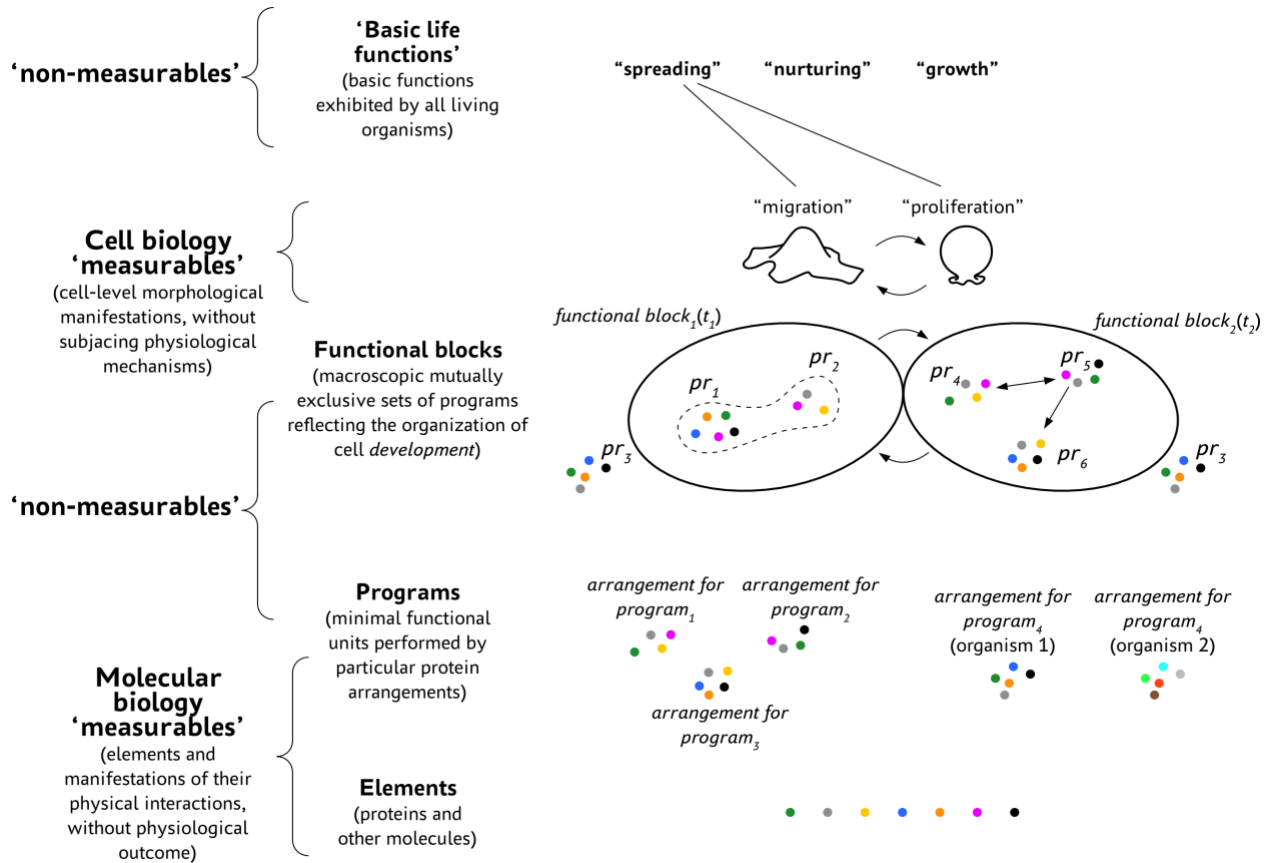 'non-measurables'
'Basic life
functions'
(basic functions
exhibited by all living
organisms)
"spreading"
"nurturing"
"growth"
Cell biology
'measurables'
(cell-level morphological
manifestations, without
subjacing physiological
mechanisms)
"migration"
"proliferation"
Functional blocks
(macroscopic mutually
exclusive sets of programs
reflecting the organization of
cell development)
functional block₁(t₁)
functional block₂(t₂)
pr₁
pr₂
pr₃
pr₄
pr₅
pr₆
pr₃
'non-measurables'
Programs
(minimal functional
units performed by
particular protein
arrangements)
arrangement for
program₁
arrangement for
program₂
arrangement for
program₃
arrangement for
program₄
(organism 1)
arrangement for
program₄
(organism 2)
Molecular
biology
'measurables'
(elements and
manifestations of their
physical interactions,
without physiological
outcome)
Elements
(proteins and
other molecules)